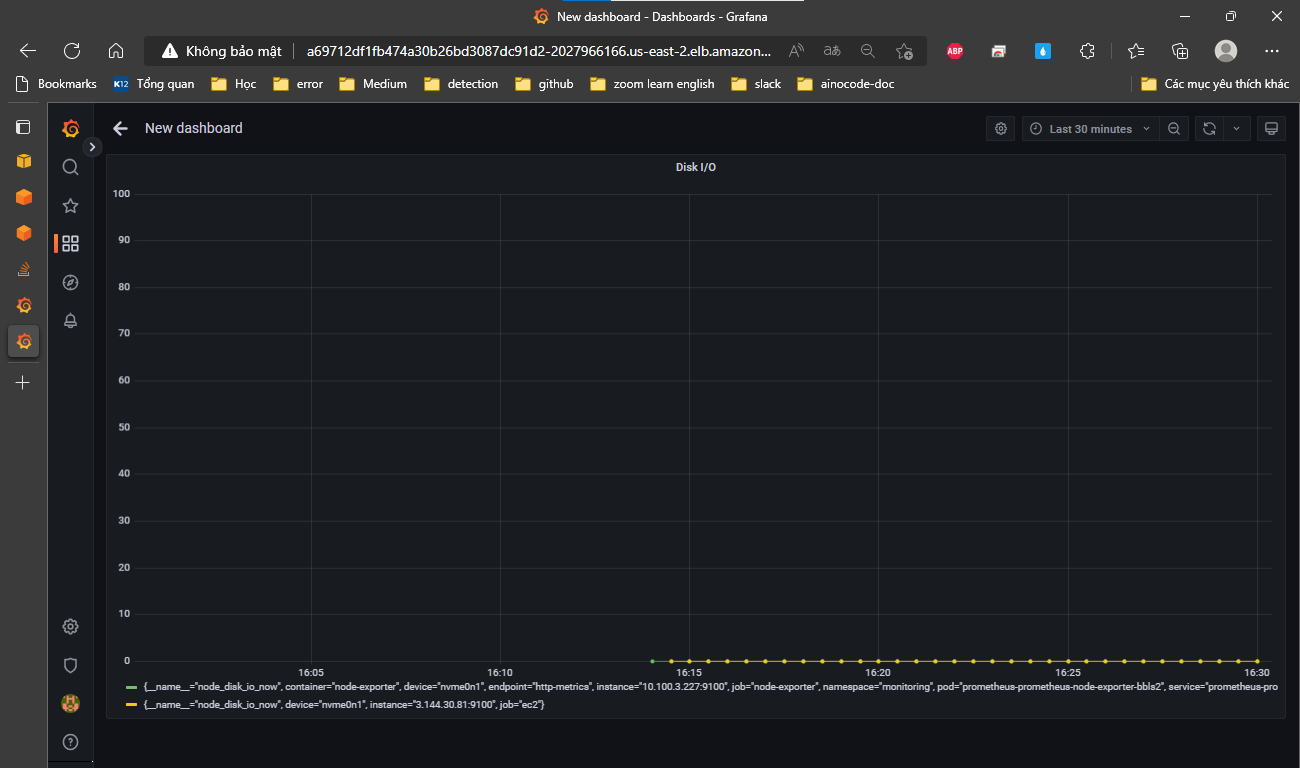 New dashboard - Dashboards - Grafana
Không bảo mật a69712df1fb474a30b26bd3087dc91d2-2027966166.us-east-2.elb.amazon...
ABP
Bookmarks K12 Tổng quan Học error Medium detection github zoom learn english slack ainocode-doc Các mục yêu thích khác
New dashboard Last 30 minutes
Disk I/O
100
90
80
70
60
50
40
30
20
10
0
16:05 16:10 16:15 16:20 16:25 16:30
{__name__="node_disk_io_now", container="node-exporter", device="nvme0n1", endpoint="http-metrics", instance="10.100.3.227:9100", job="node-exporter", namespace="monitoring", pod="prometheus-prometheus-node-exporter-bbls2", service="prometheus-pro
{__name__="node_disk_io_now", device="nvme0n1", instance="3.144.30.81:9100", job="ec2"}